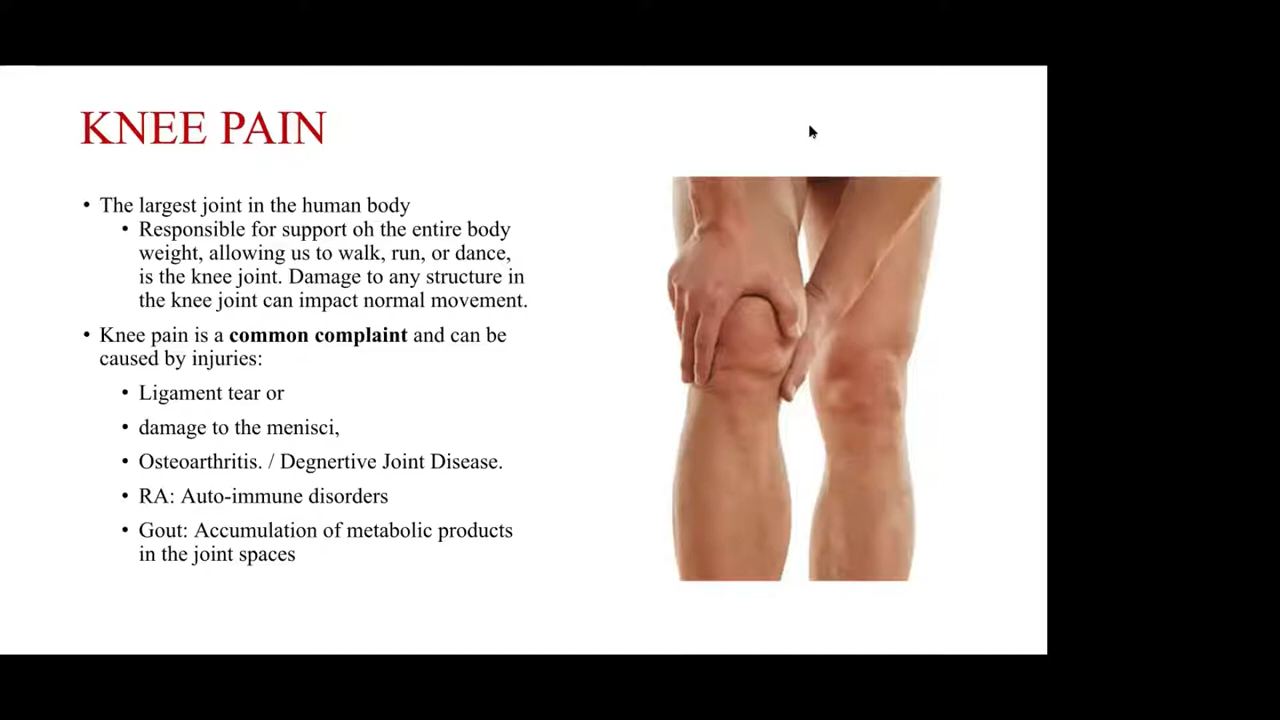 KNEE PAIN
• The largest joint in the human body
• Responsible for support oh the entire body
weight, allowing us to walk, run, or dance,
is the knee joint. Damage to any structure in
the knee joint can impact normal movement.
• Knee pain is a common complaint and can be
caused by injuries:
• Ligament tear or
• damage to the menisci,
• Osteoarthritis. / Degnertive Joint Disease.
• RA: Auto-immune disorders
• Gout: Accumulation of metabolic products
in the joint spaces